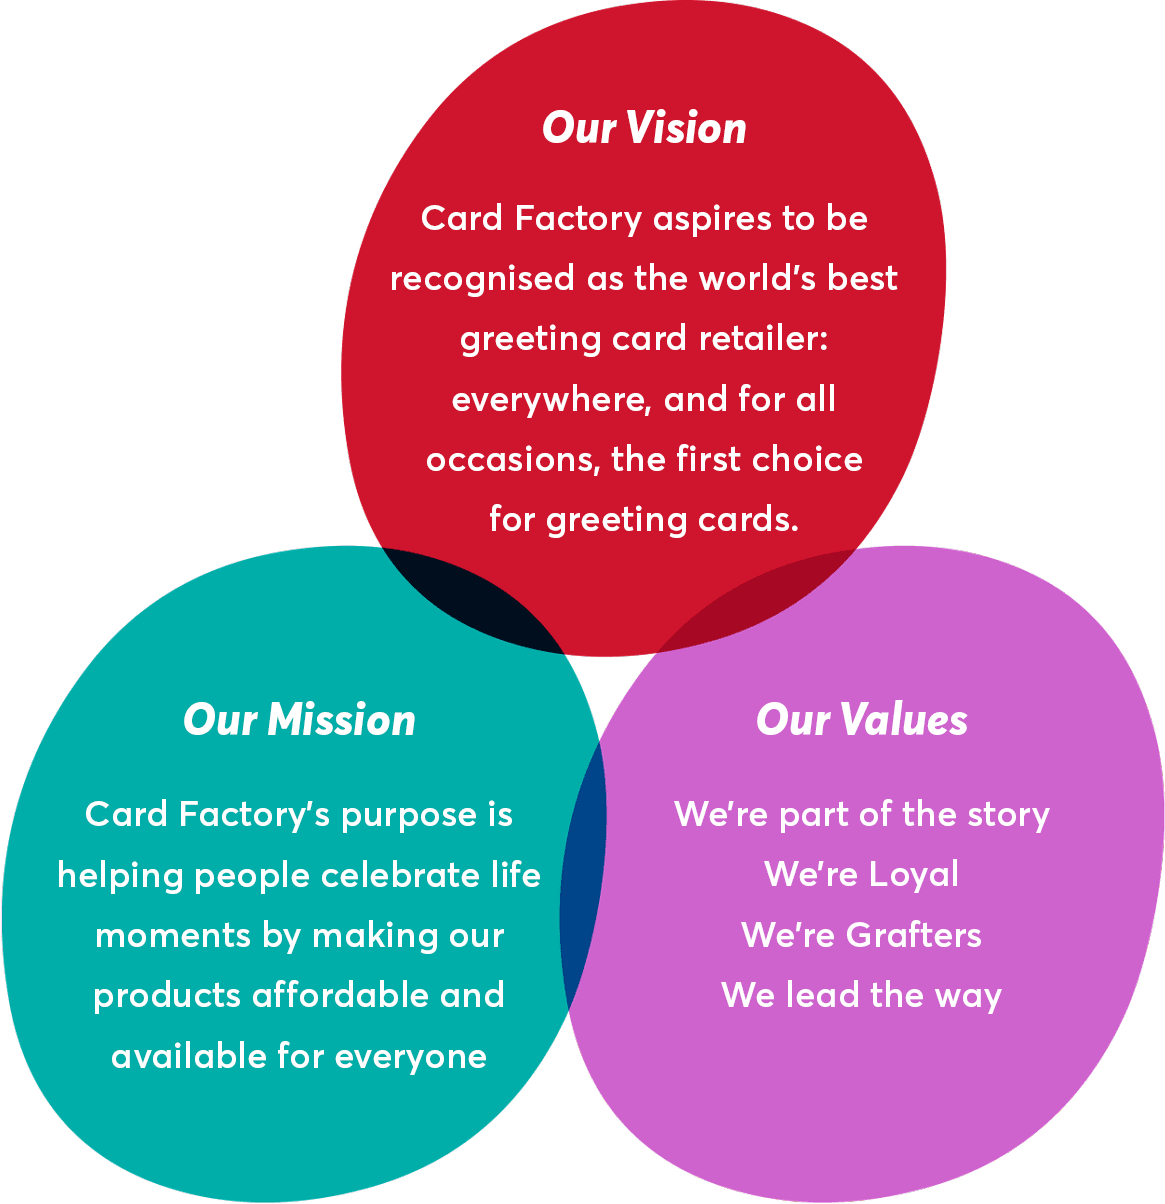 Our Vision
Card Factory aspires to be
recognised as the world's best
greeting card retailer:
everywhere, and for all
occasions, the first choice
for greeting cards.
Our Mission
Card Factory's purpose is
helping people celebrate life
moments by making our
products affordable and
available for everyone
Our Values
We're part of the story
We're Loyal
We're Grafters
We lead the way